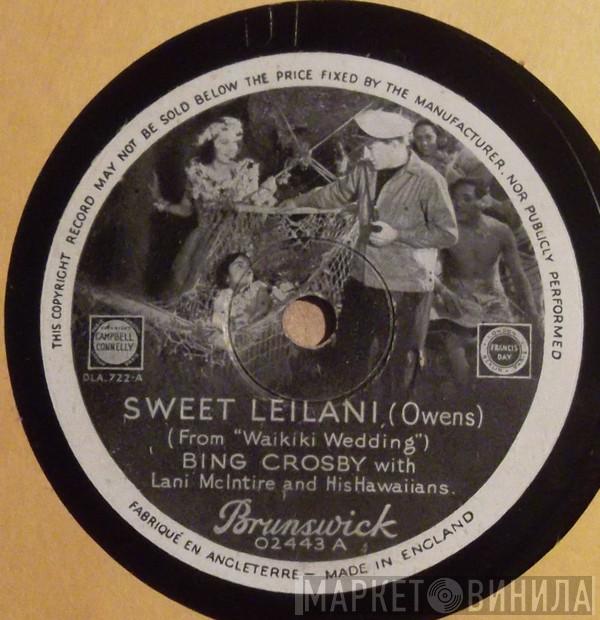 THIS COPYRIGHT RECORD MAY NOT BE SOLD BELOW THE PRICE FIXED BY THE MANUFACTURER. NOR PUBLICLY PERFORMED
CAMPBELL
CONNELLY
DLA.722-A
FRANCIS
DAY
SWEET LEILANI, (Owens)
(From "Waikiki Wedding")
BING CROSBY with
Lani McIntire and His Hawaiians.
Brunswick
02443 A
FABRIQUÉ EN ANGLETERRE — MADE IN ENGLAND
МАРКЕТ ВИНИЛА